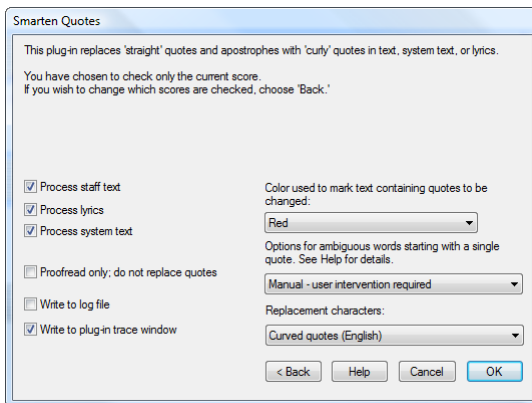 Smarten Quotes
This plug-in replaces 'straight' quotes and apostrophes with 'curly' quotes in text, system text, or lyrics.
You have chosen to check only the current score.
If you wish to change which scores are checked, choose 'Back.'
Process staff text
Process lyrics
Process system text
Proofread only; do not replace quotes
Write to log file
Write to plug-in trace window
Color used to mark text containing quotes to be
changed:
Red
Options for ambiguous words starting with a single
quote. See Help for details.
Manual - user intervention required
Replacement characters:
Curved quotes (English)
< Back
Help
Cancel
OK